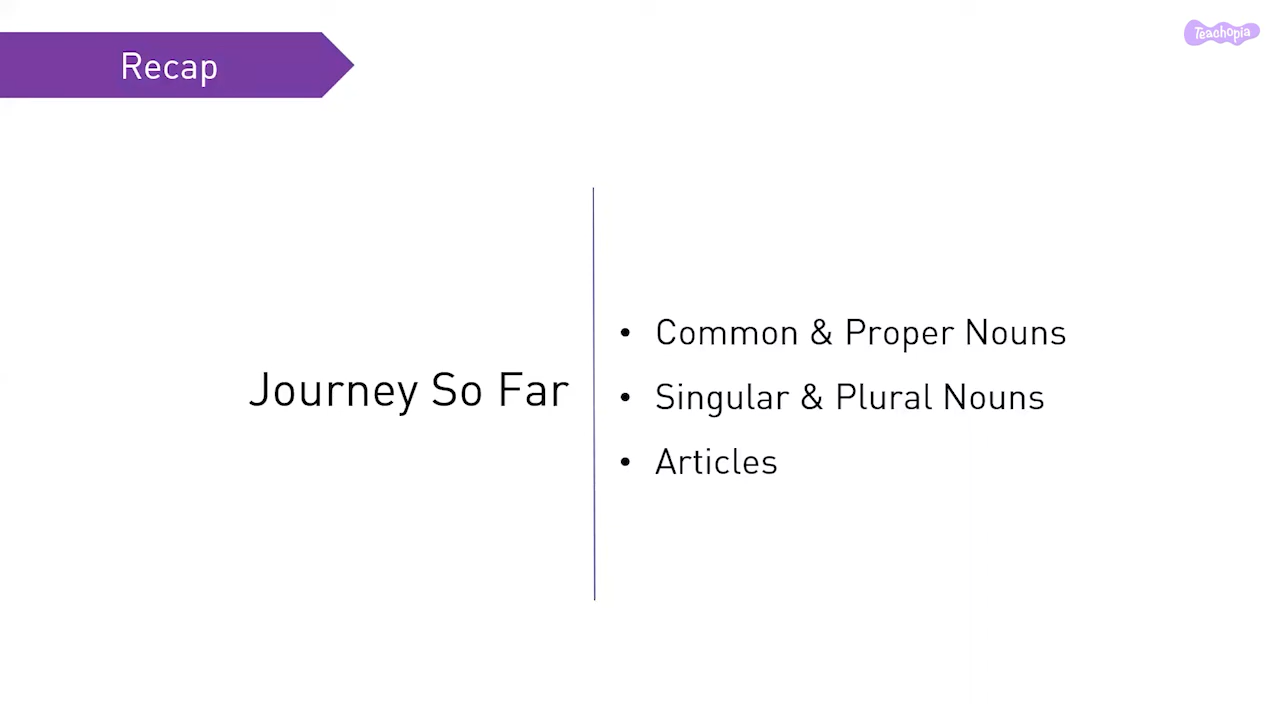 Recap
Teachopia
Journey So Far
• Common & Proper Nouns
• Singular & Plural Nouns
• Articles